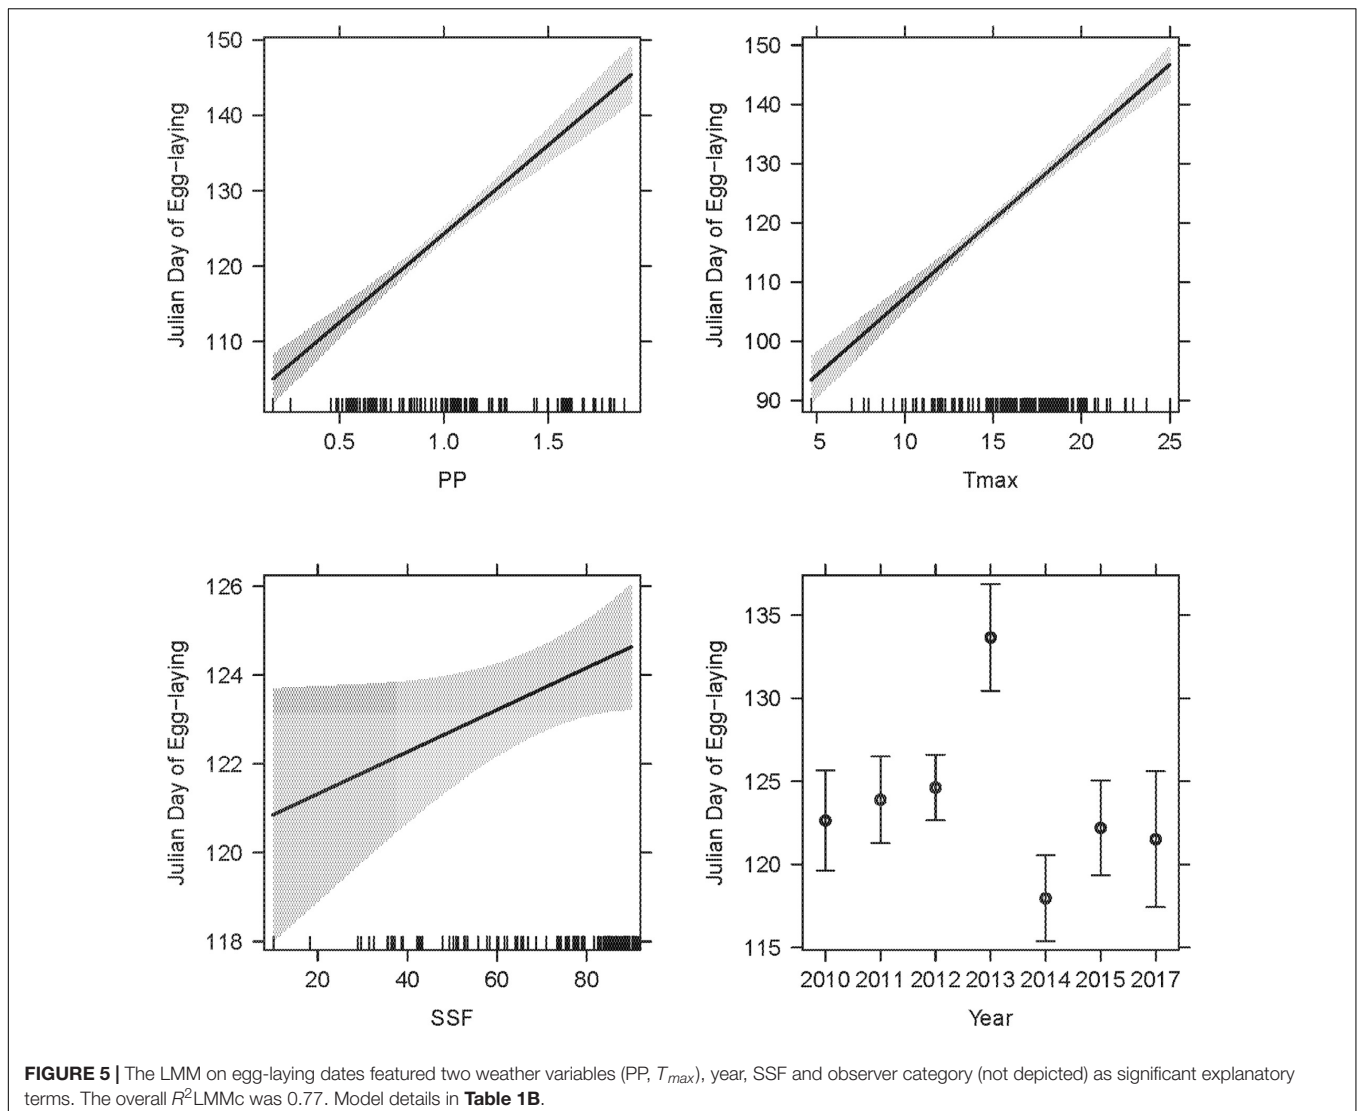 150
140
130
120
110
Julian Day of Egg-laying
0.5 1.0 1.5
PP
150
140
130
120
110
100
90
Julian Day of Egg-laying
5 10 15 20 25
Tmax
126
124
122
120
118
Julian Day of Egg-laying
20 40 60 80
SSF
135
130
125
120
115
Julian Day of Egg-laying
2010 2011 2012 2013 2014 2015 2017
Year
FIGURE 5 | The LMM on egg-laying dates featured two weather variables (PP, Tmax), year, SSF and observer category (not depicted) as significant explanatory
terms. The overall R²LMMc was 0.77. Model details in Table 1B.